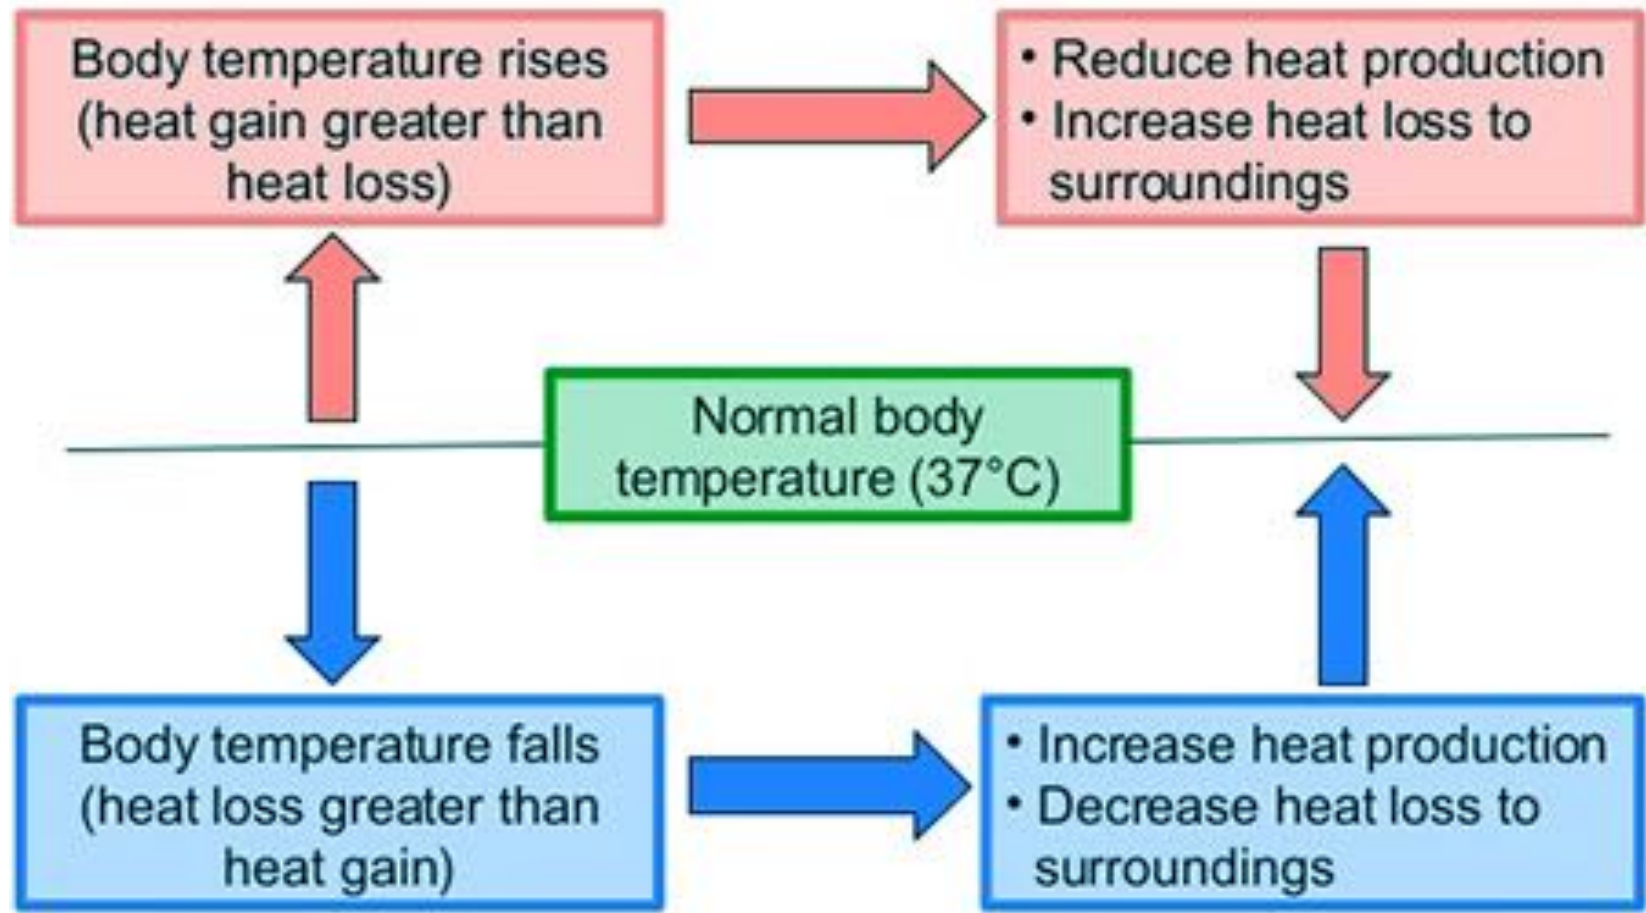 Body temperature rises
(heat gain greater than
heat loss)
• Reduce heat production
• Increase heat loss to
surroundings
Normal body
temperature (37°C)
Body temperature falls
(heat loss greater than
heat gain)
• Increase heat production
• Decrease heat loss to
surroundings